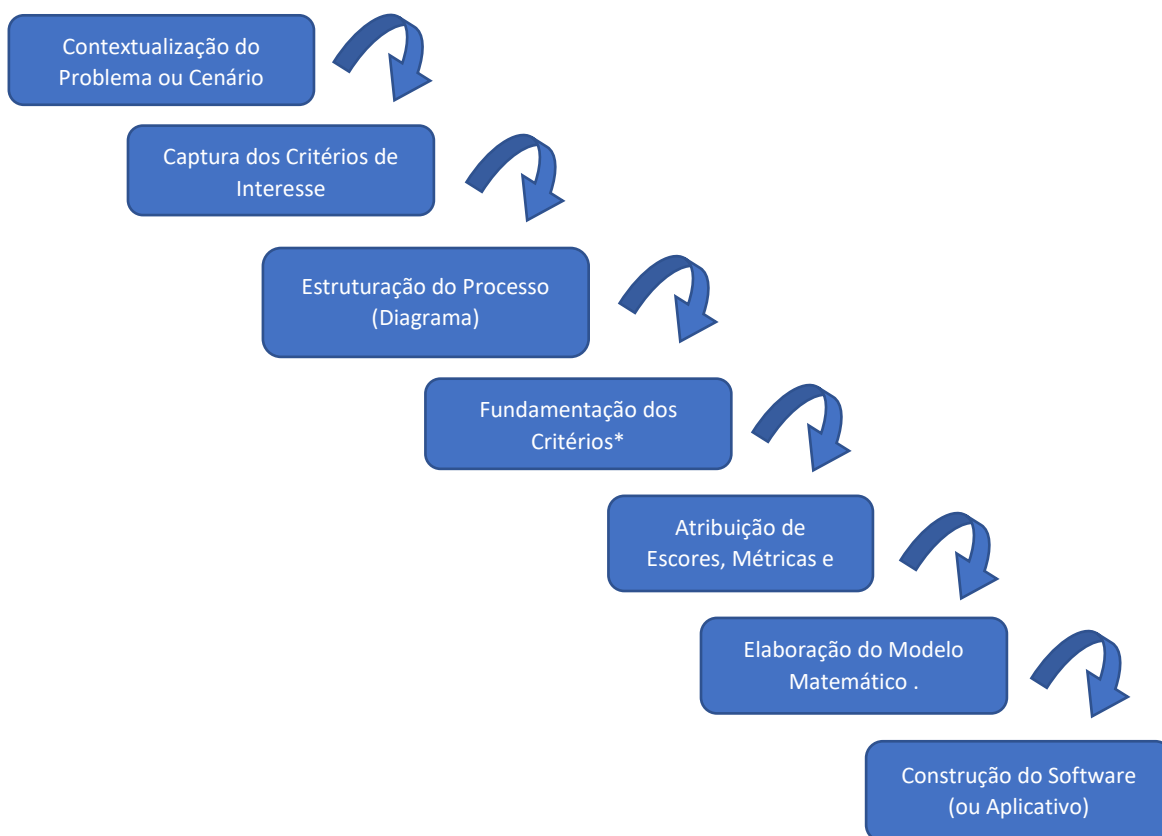 Contextualização do
Problema ou Cenário
Captura dos Critérios de
Interesse
Estruturação do Processo
(Diagrama)
Fundamentação dos
Critérios*
Atribuição de
Escores, Métricas e
Elaboração do Modelo
Matemático .
Construção do Software
(ou Aplicativo)